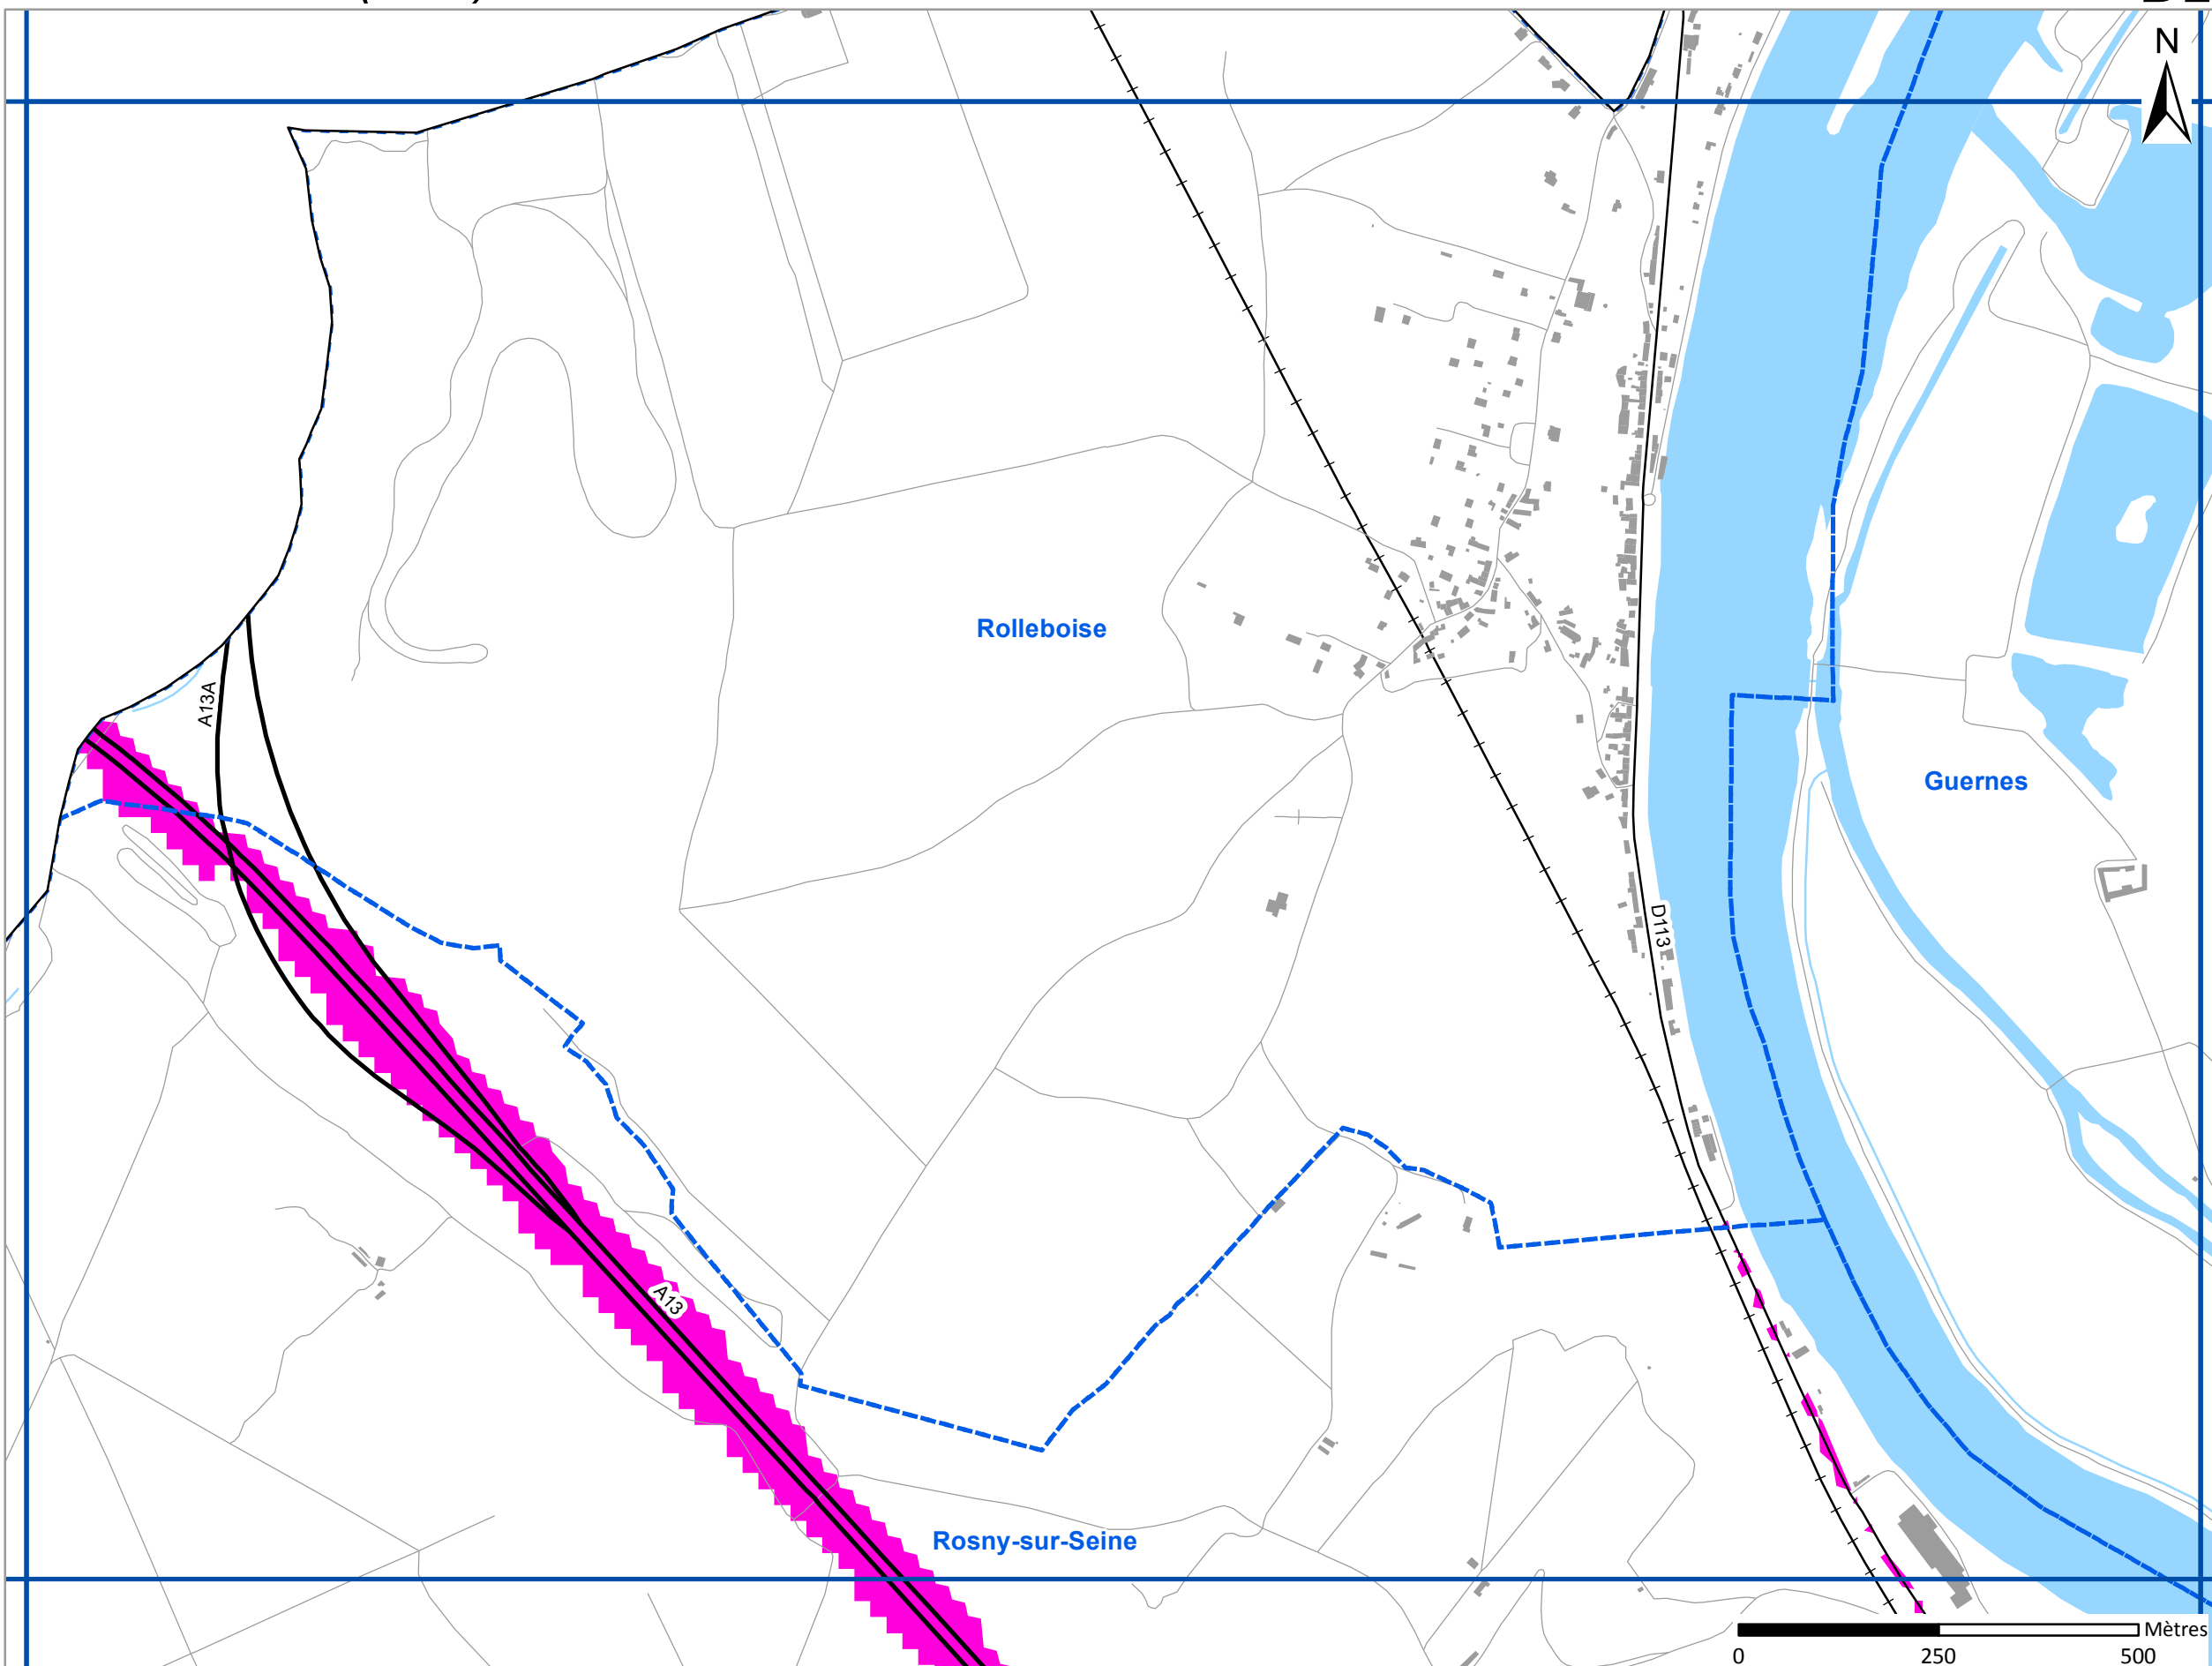 N
Rolleboise
A13A
Guernes
D113
A13
Rosny-sur-Seine
Mètres
0 250 500